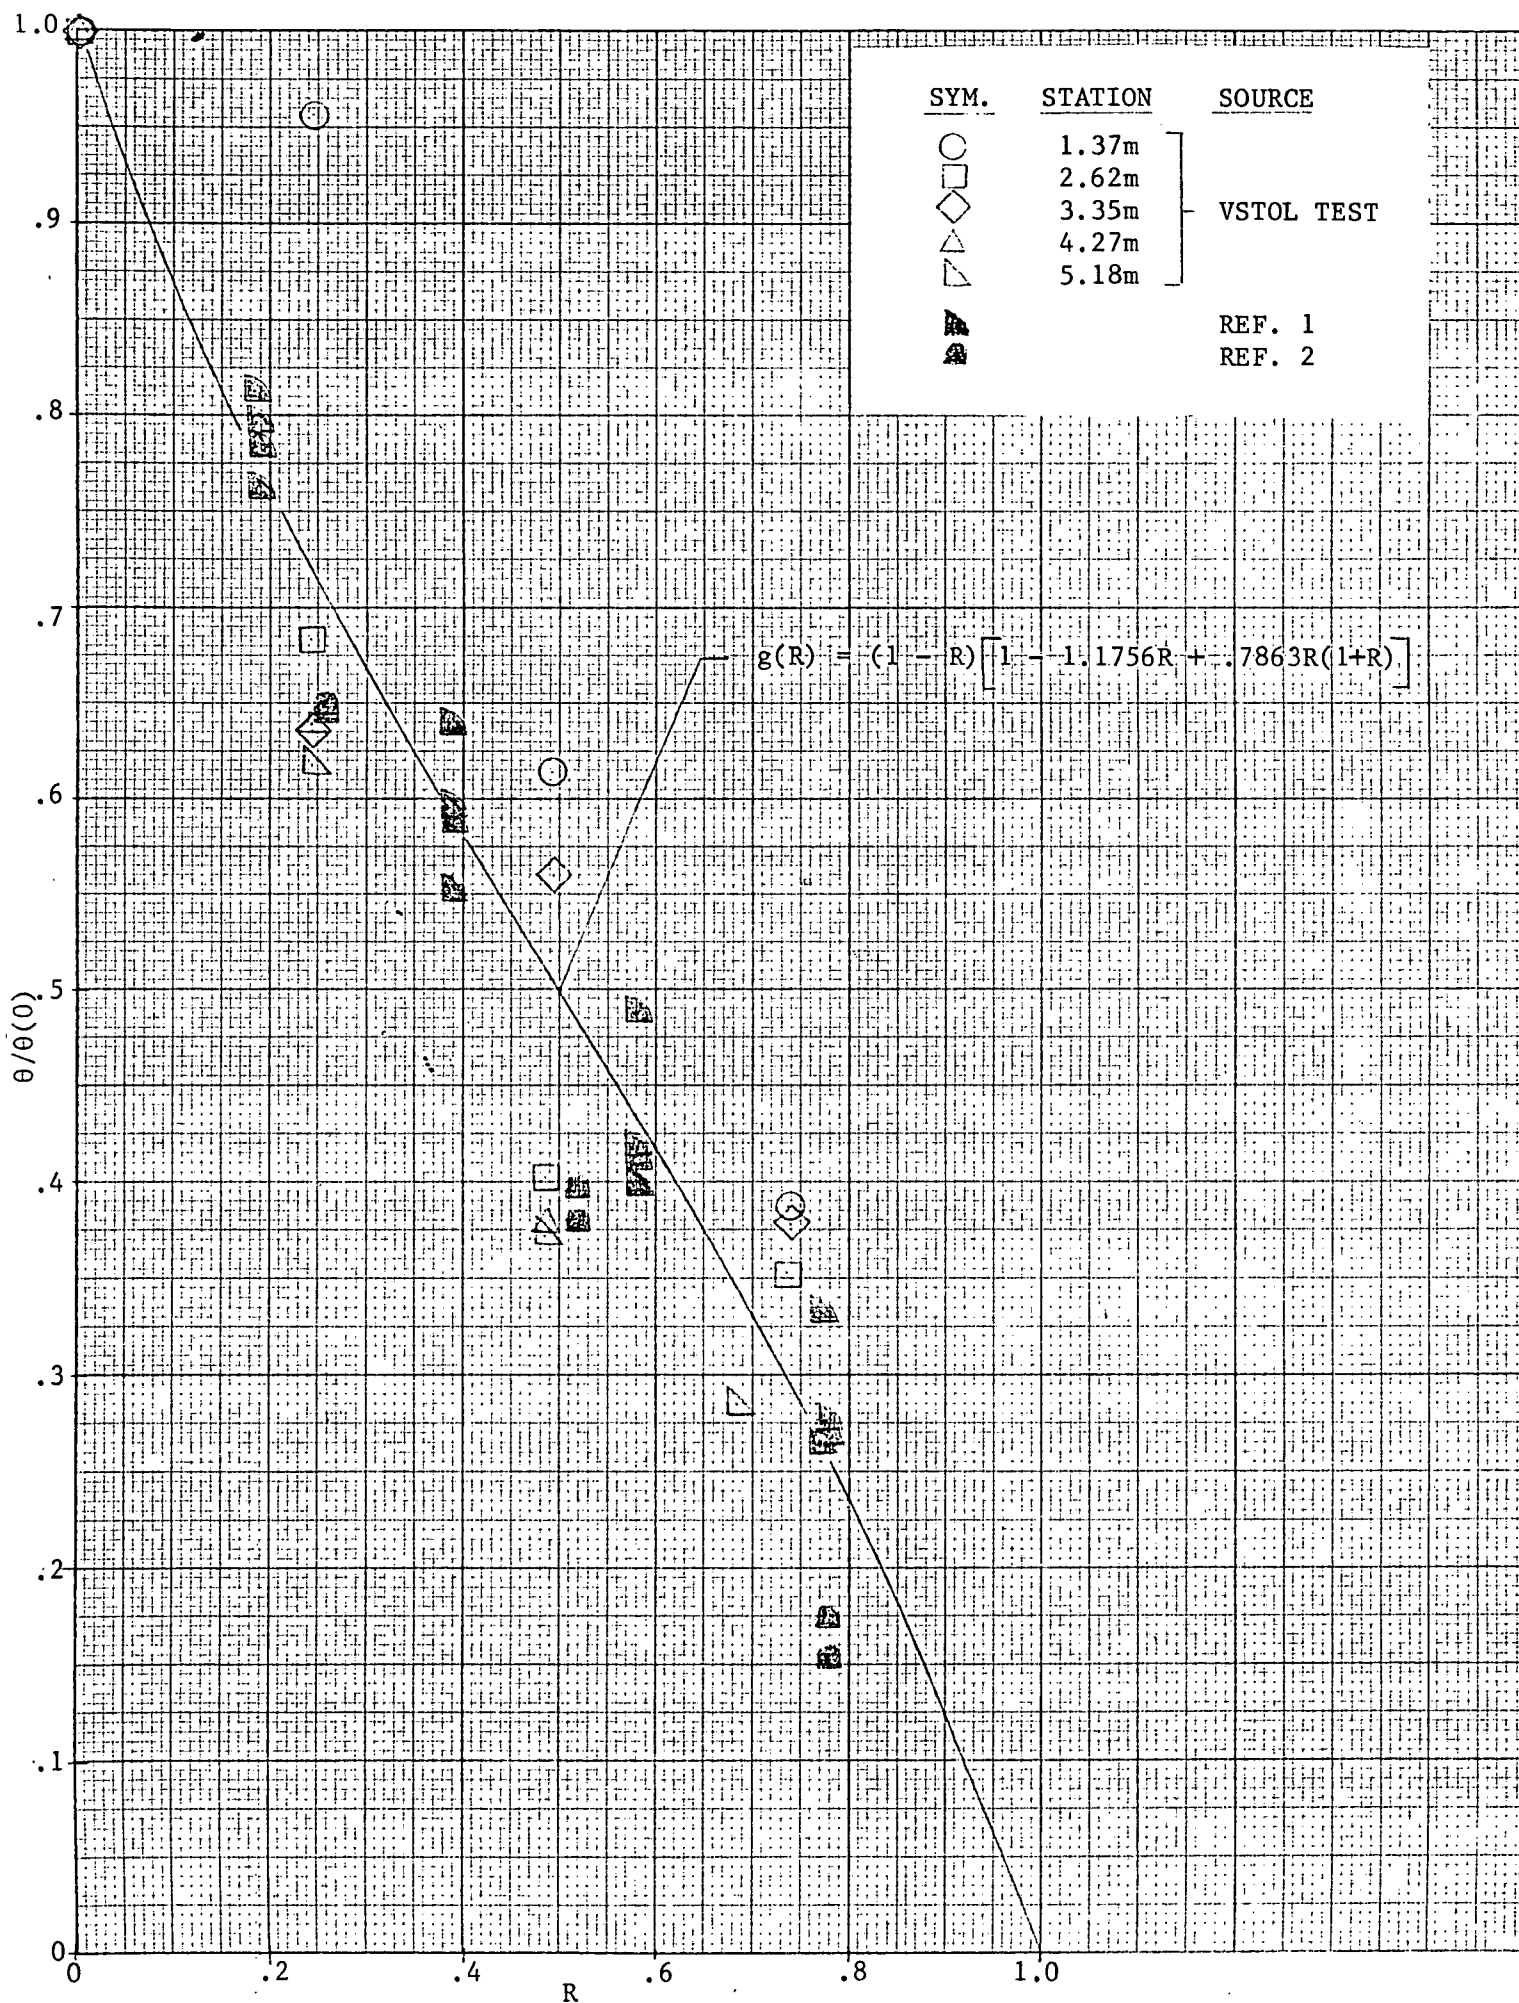 1.0
.9
.8
.7
.6
.5
.4
.3
.2
.1
0
θ/θ(0)
0 .2 .4 .6 .8 1.0
R
SYM. STATION SOURCE
1.37m
2.62m
3.35m
4.27m
5.18m
VSTOL TEST
REF. 1
REF. 2
g(R) = (1 - R)[1 - 1.1756R + .7863R(1+R)]